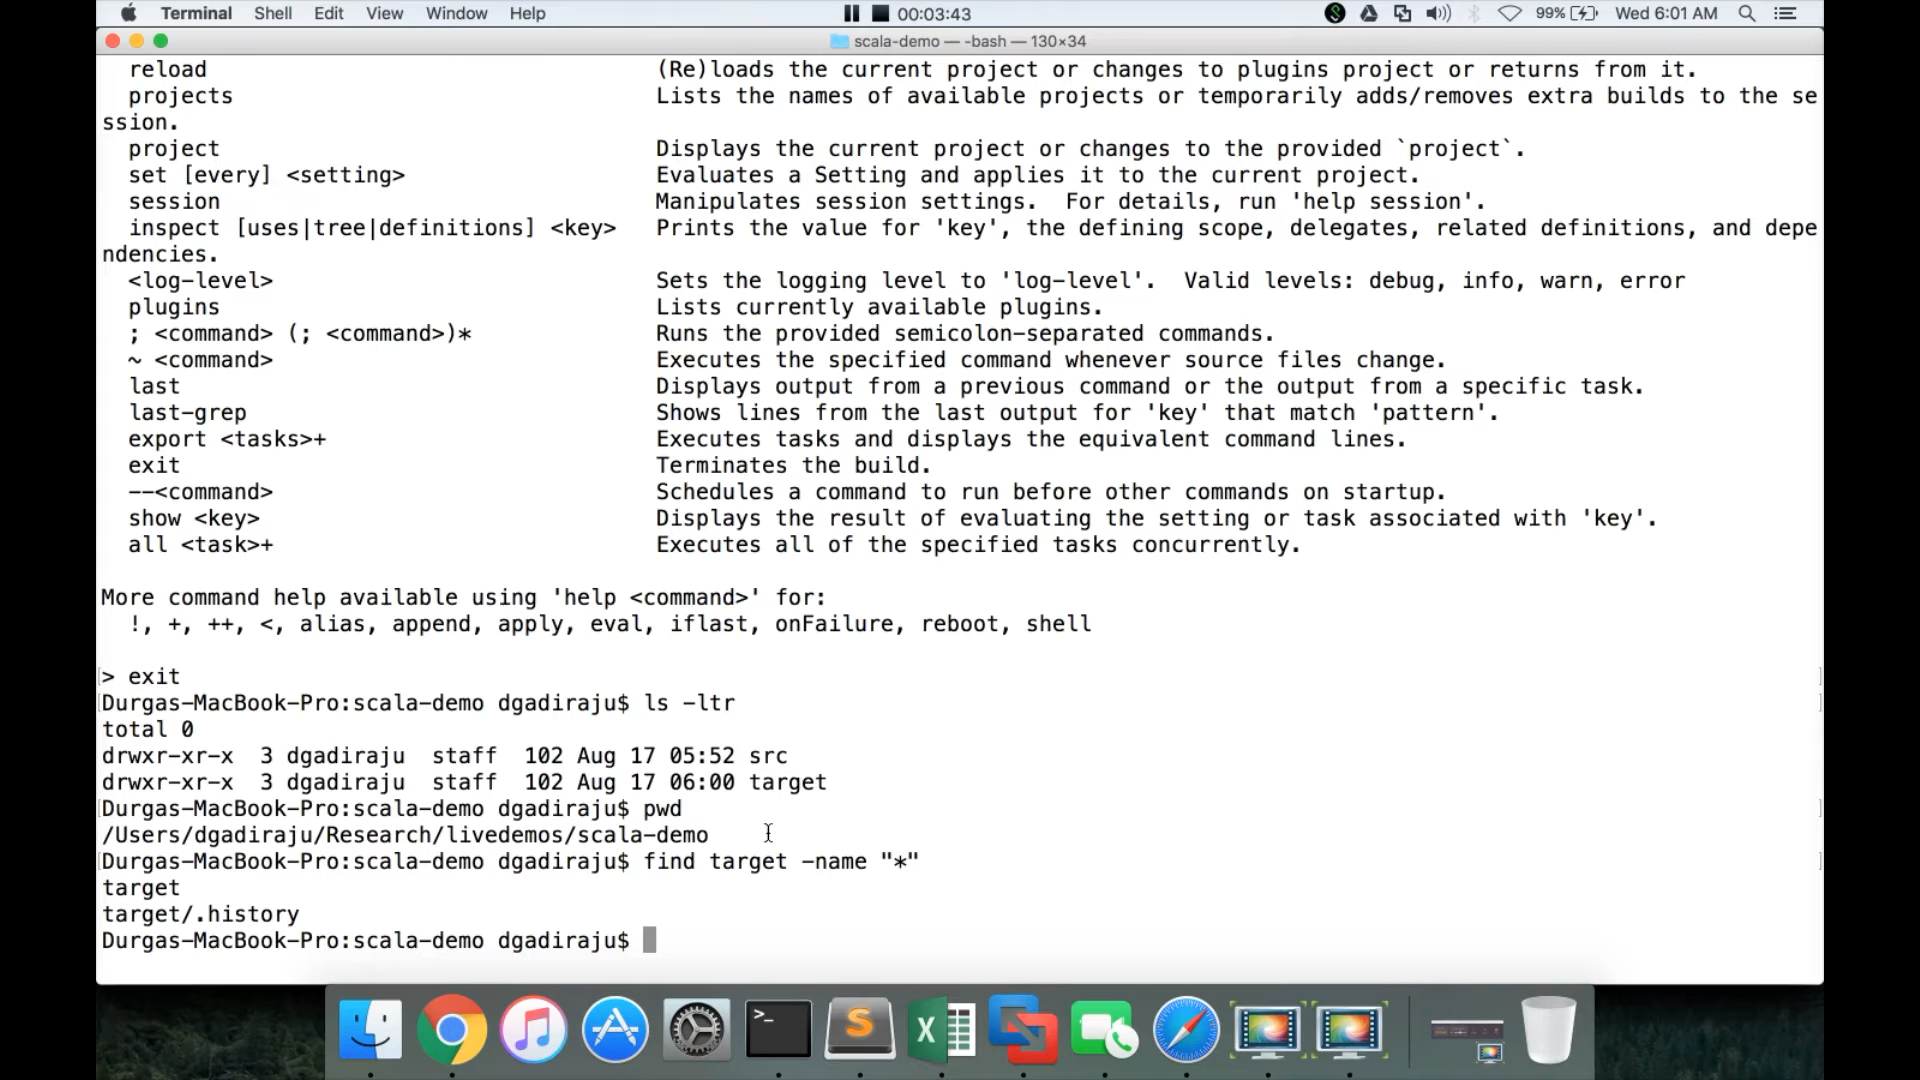 Terminal Shell Edit View Window Help 00:03:43 99% Wed 6:01 AM
scala-demo — -bash — 130×34
reload (Re)loads the current project or changes to plugins project or returns from it.
projects Lists the names of available projects or temporarily adds/removes extra builds to the se
ssion.
project Displays the current project or changes to the provided `project`.
set [every] <setting> Evaluates a Setting and applies it to the current project.
session Manipulates session settings.  For details, run 'help session'.
inspect [uses|tree|definitions] <key> Prints the value for 'key', the defining scope, delegates, related definitions, and depe
ndencies.
<log-level> Sets the logging level to 'log-level'.  Valid levels: debug, info, warn, error
plugins Lists currently available plugins.
; <command> (; <command>)* Runs the provided semicolon-separated commands.
~ <command> Executes the specified command whenever source files change.
last Displays output from a previous command or the output from a specific task.
last-grep Shows lines from the last output for 'key' that match 'pattern'.
export <tasks>+ Executes tasks and displays the equivalent command lines.
exit Terminates the build.
--<command> Schedules a command to run before other commands on startup.
show <key> Displays the result of evaluating the setting or task associated with 'key'.
all <task>+ Executes all of the specified tasks concurrently.
More command help available using 'help <command>' for:
!, +, ++, <, alias, append, apply, eval, iflast, onFailure, reboot, shell
> exit
Durgas-MacBook-Pro:scala-demo dgadiraju$ ls -ltr
total 0
drwxr-xr-x  3 dgadiraju  staff  102 Aug 17 05:52 src
drwxr-xr-x  3 dgadiraju  staff  102 Aug 17 06:00 target
Durgas-MacBook-Pro:scala-demo dgadiraju$ pwd
/Users/dgadiraju/Research/livedemos/scala-demo
Durgas-MacBook-Pro:scala-demo dgadiraju$ find target -name "*"
target
target/.history
Durgas-MacBook-Pro:scala-demo dgadiraju$